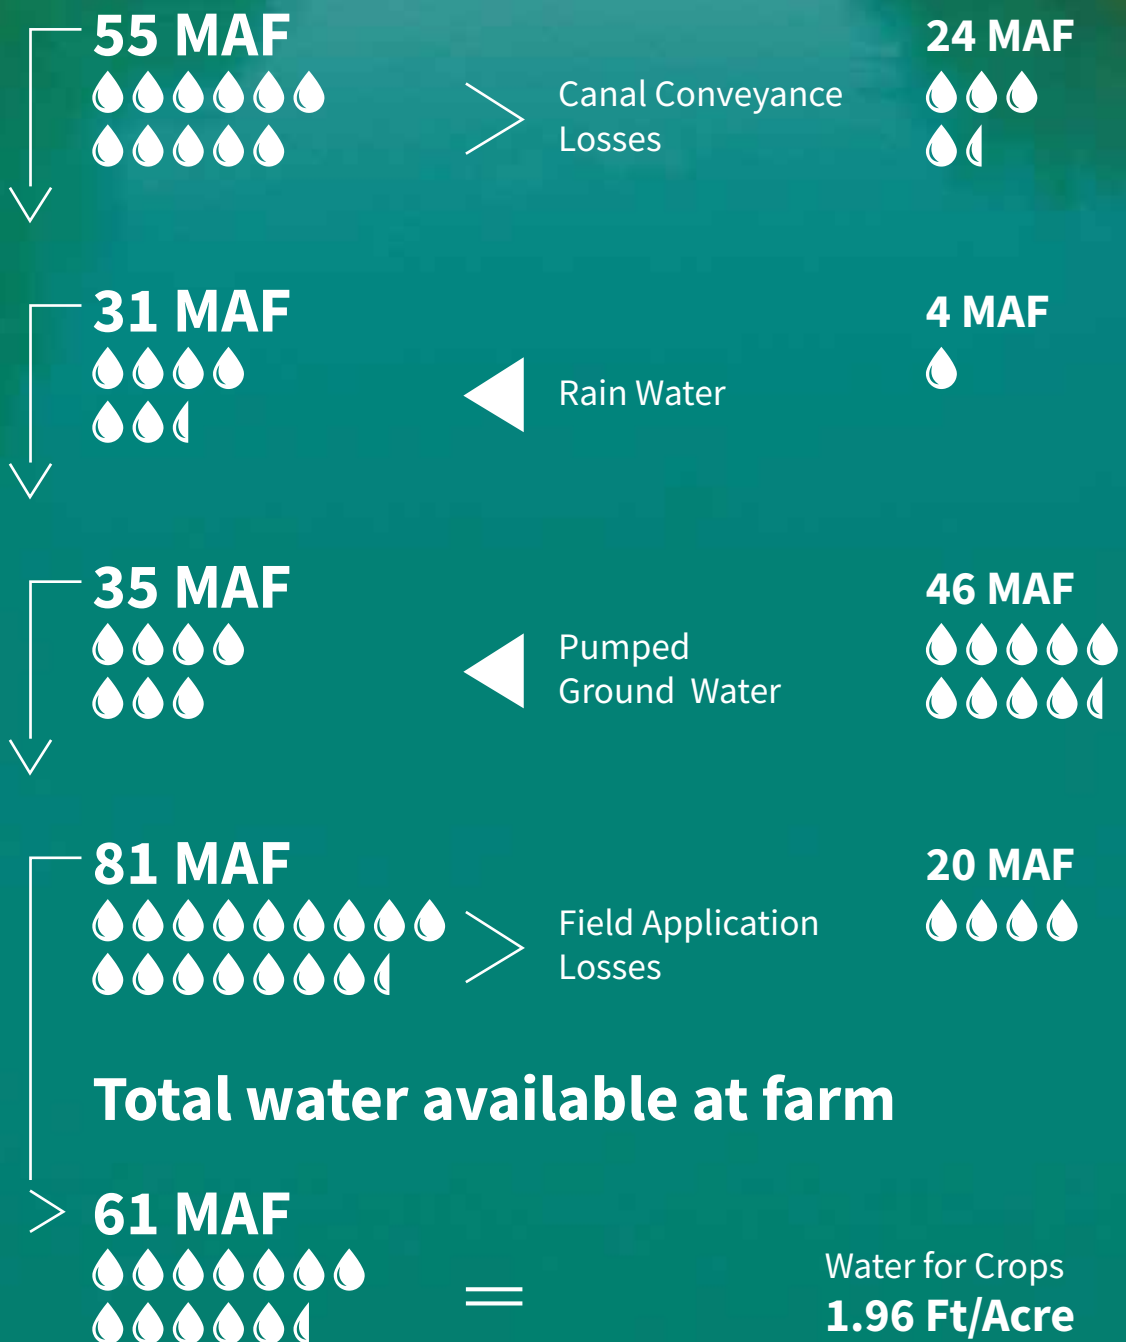 55 MAF
Canal Conveyance
Losses
24 MAF
31 MAF
Rain Water
4 MAF
35 MAF
Pumped
Ground Water
46 MAF
81 MAF
Field Application
Losses
20 MAF
Total water available at farm
61 MAF
=
Water for Crops
1.96 Ft/Acre